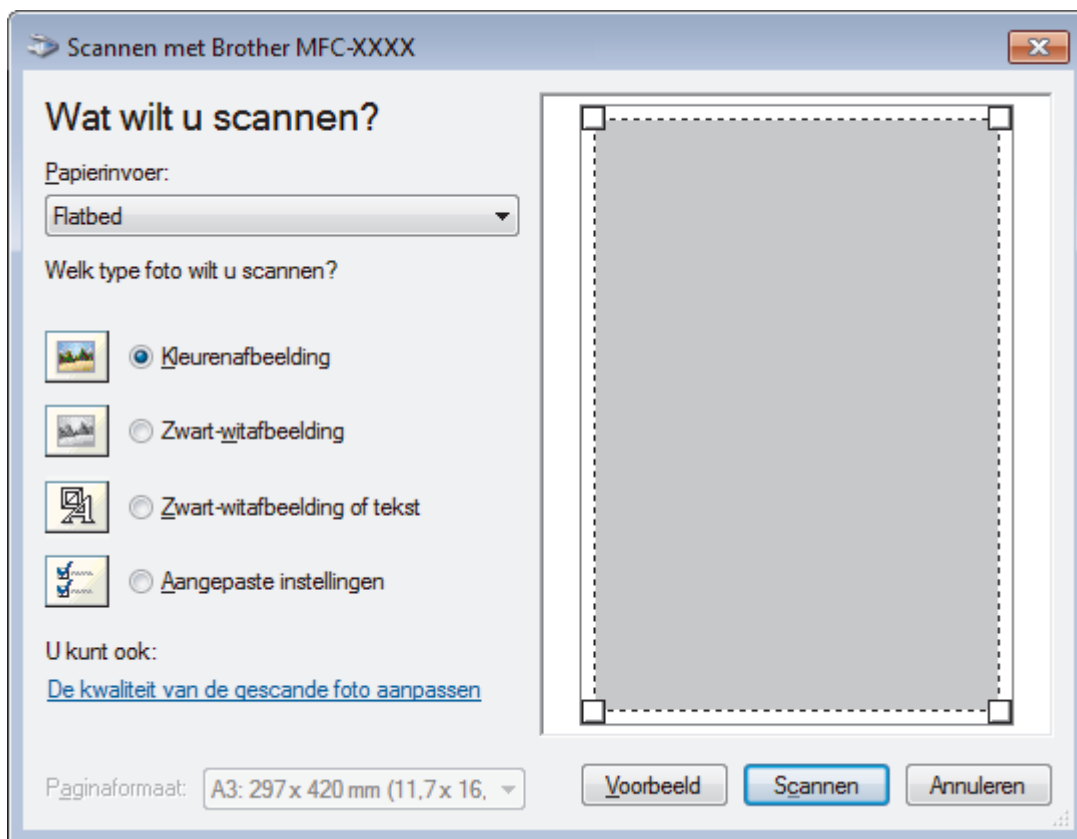 Scannen met Brother MFC-XXXX
Wat wilt u scannen?
Papierinvoer:
Flatbed
Welk type foto wilt u scannen?
Kleurenafbeelding
Zwart-witafbeelding
Zwart-witafbeelding of tekst
Aangepaste instellingen
U kunt ook:
De kwaliteit van de gescande foto aanpassen
Paginaformaat: A3: 297 x 420 mm (11,7 x 16,
Voorbeeld Scannen Annuleren